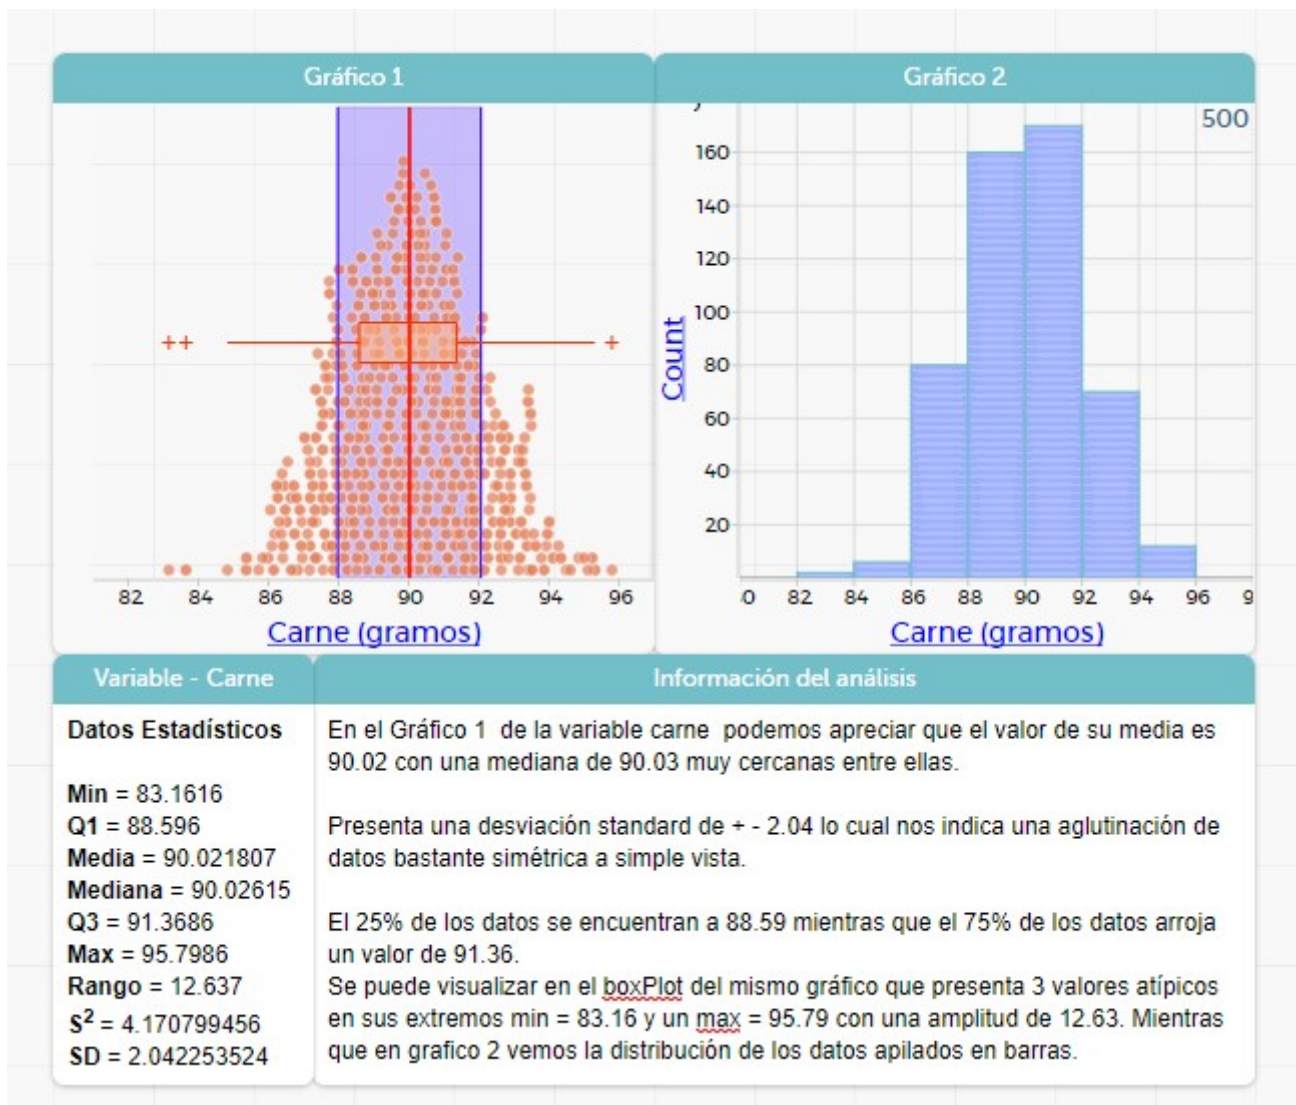 Gráfico 1
82 84 86 88 90 92 94 96
Carne (gramos)
Gráfico 2
500
160
140
120
100
80
60
40
20
Count
82 84 86 88 90 92 94 96 9
Carne (gramos)
Variable - Carne
Datos Estadísticos
Min = 83.1616
Q1 = 88.596
Media = 90.021807
Mediana = 90.02615
Q3 = 91.3686
Max = 95.7986
Rango = 12.637
S² = 4.170799456
SD = 2.042253524
Información del análisis
En el Gráfico 1 de la variable carne podemos apreciar que el valor de su media es
90.02 con una mediana de 90.03 muy cercanas entre ellas.
Presenta una desviación standard de + - 2.04 lo cual nos indica una aglutinación de
datos bastante simétrica a simple vista.
El 25% de los datos se encuentran a 88.59 mientras que el 75% de los datos arroja
un valor de 91.36.
Se puede visualizar en el boxPlot del mismo gráfico que presenta 3 valores atípicos
en sus extremos min = 83.16 y un max = 95.79 con una amplitud de 12.63. Mientras
que en grafico 2 vemos la distribución de los datos apilados en barras.